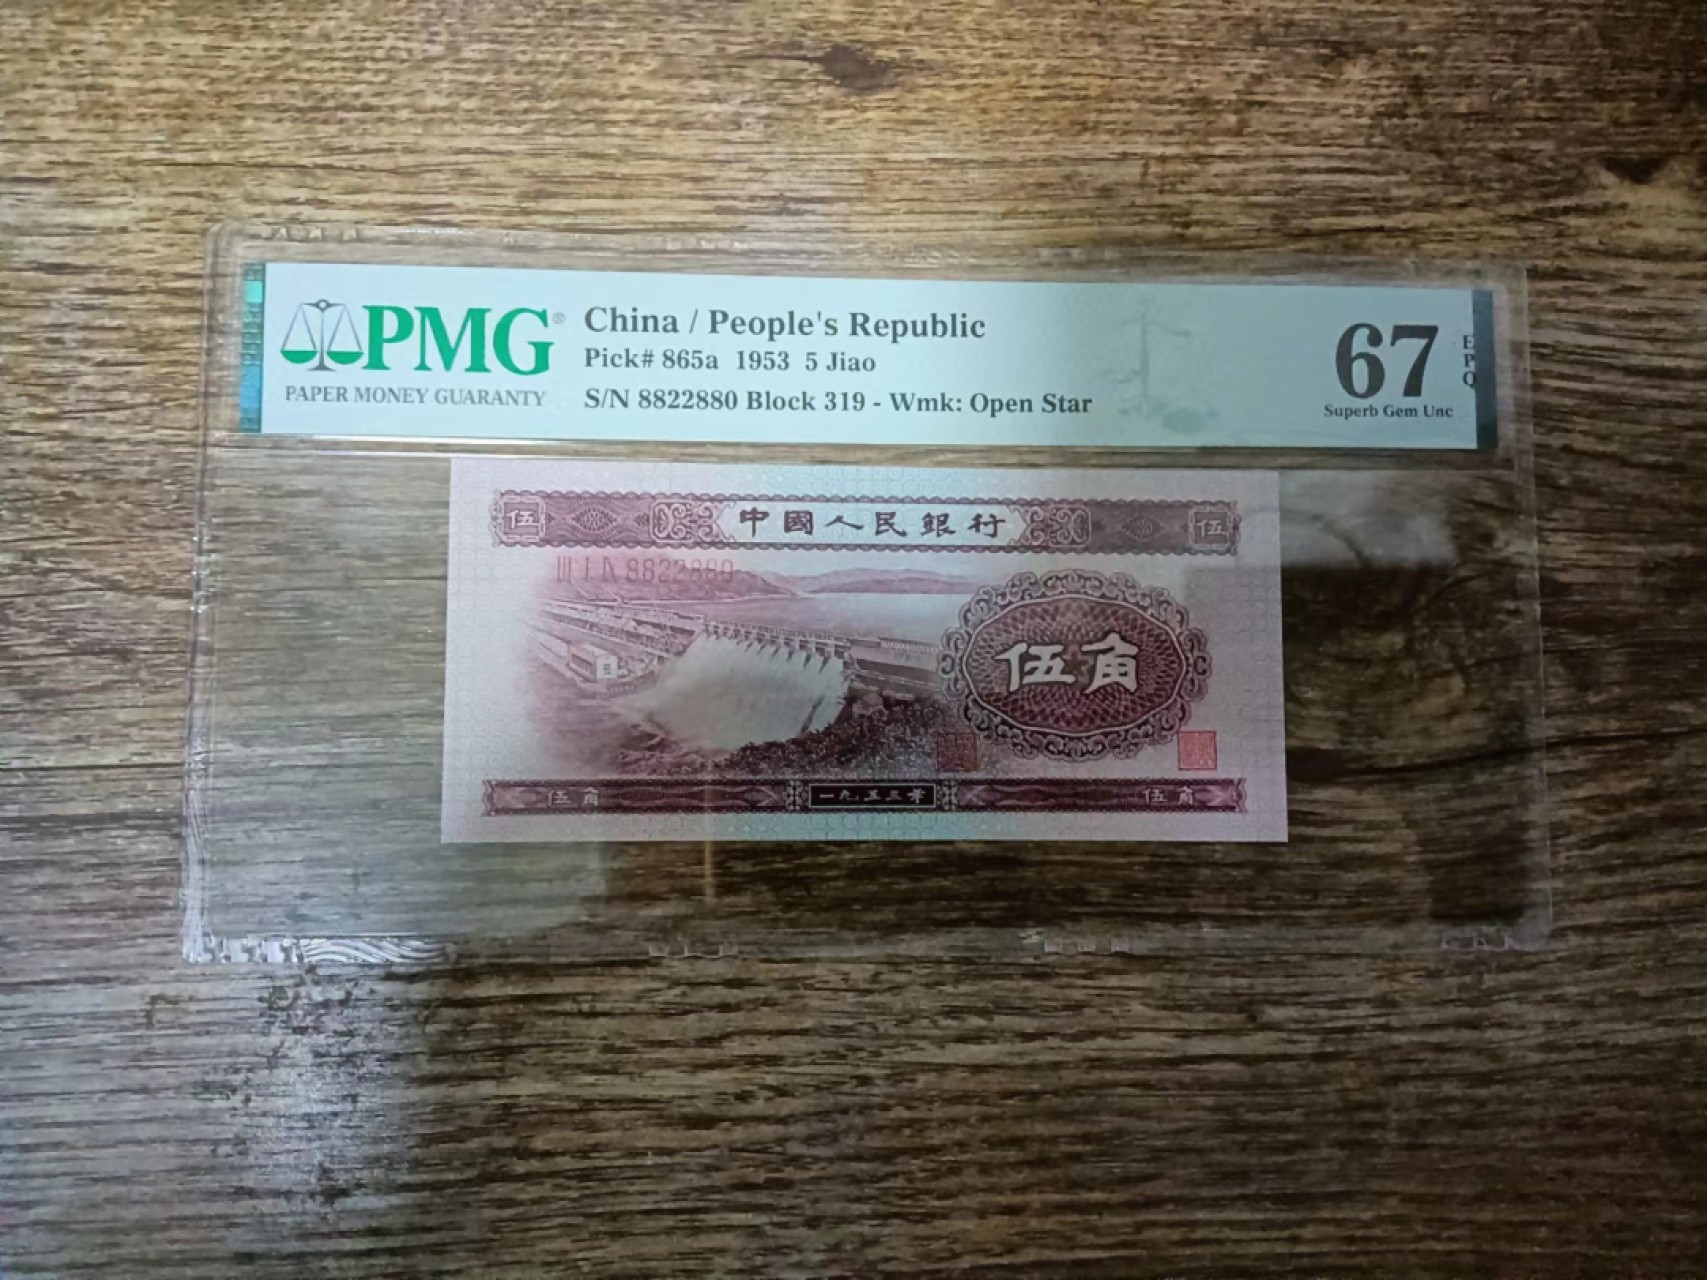 PMG®
PAPER MONEY GUARANTY
China / People's Republic
Pick# 865a 1953 5 Jiao
S/N 8822880 Block 319 - Wmk: Open Star
67
EPQ
Superb Gem Unc
伍 中國人民銀行 伍
8822880
伍角
伍角 一九五三年 伍角